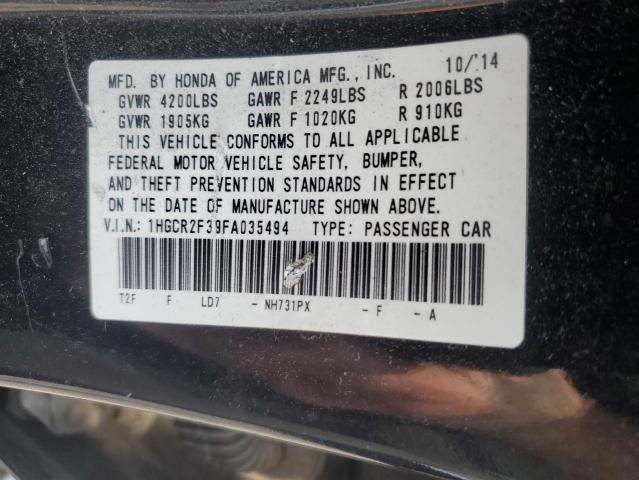 MFD. BY HONDA OF AMERICA MFG., INC. 10/'14
GVWR 4200LBS GAWR F 2249LBS R 2006LBS
GVWR 1905KG GAWR F 1020KG R 910KG
THIS VEHICLE CONFORMS TO ALL APPLICABLE
FEDERAL MOTOR VEHICLE SAFETY, BUMPER,
AND THEFT PREVENTION STANDARDS IN EFFECT
ON THE DATE OF MANUFACTURE SHOWN ABOVE.
V.I.N.: 1HGCR2F39FA035494 TYPE: PASSENGER CAR
T2F F LD7 - NH731PX - F - A